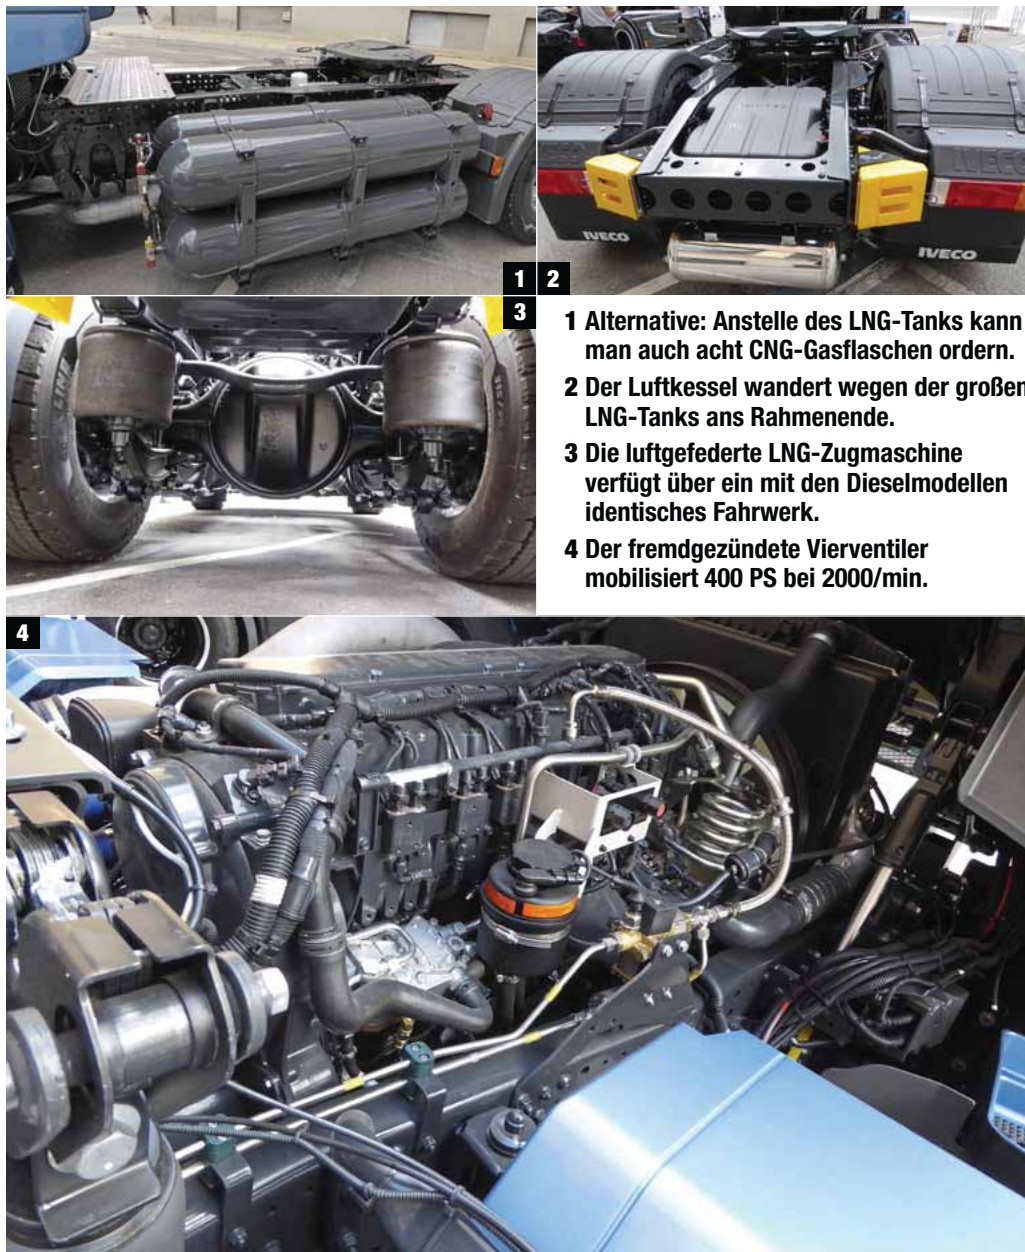 1
2
IVECO
IVECO
3
1 Alternative: Anstelle des LNG-Tanks kann
man auch acht CNG-Gasflaschen ordern.
2 Der Luftkessel wandert wegen der großen
LNG-Tanks ans Rahmenende.
3 Die luftgefederte LNG-Zugmaschine
verfügt über ein mit den Dieselmodellen
identisches Fahrwerk.
4 Der fremdgezündete Vierventiler
mobilisiert 400 PS bei 2000/min.
4